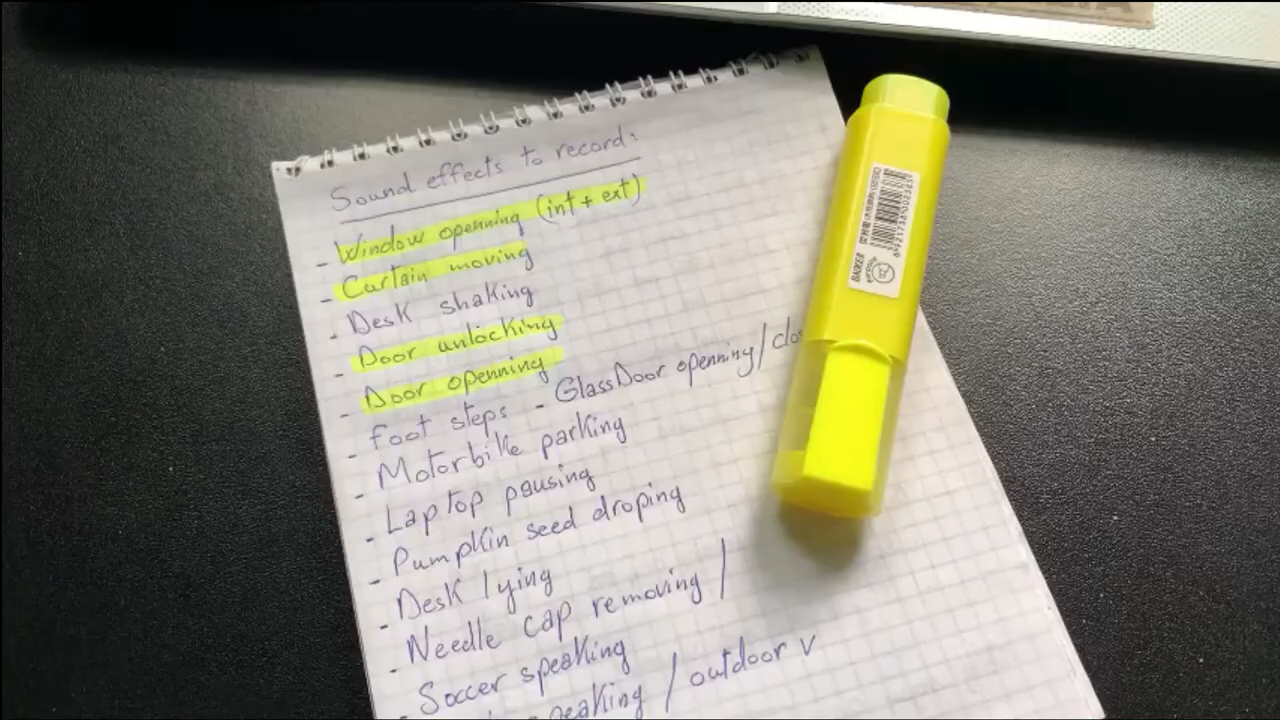 Sound effects to record:
- Window openning (int + ext)
- Curtain moving
- Desk shaking
- Door unlocking
- Door openning
- foot steps - GlassDoor openning/
- Motorbike parking
- Laptop pausing
- Pumpkin seed droping
- Desk lying
- Needle cap removing /
- Soccer speaking
/ outdoor v
BAOKE